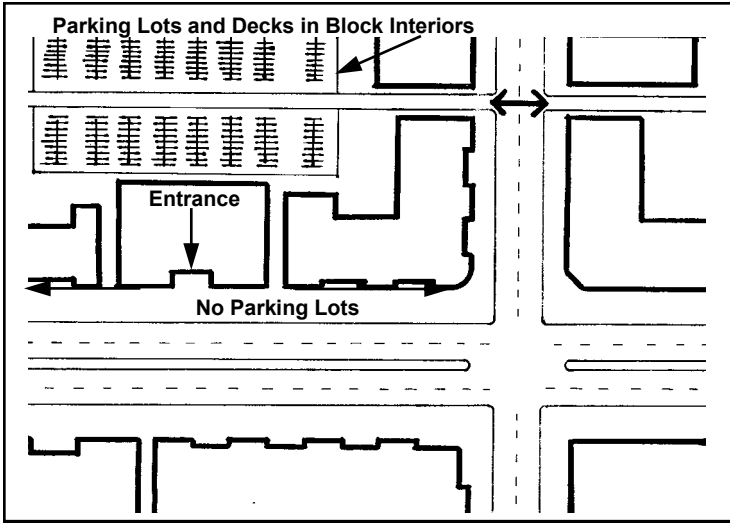 Parking Lots and Decks in Block Interiors
Entrance
No Parking Lots